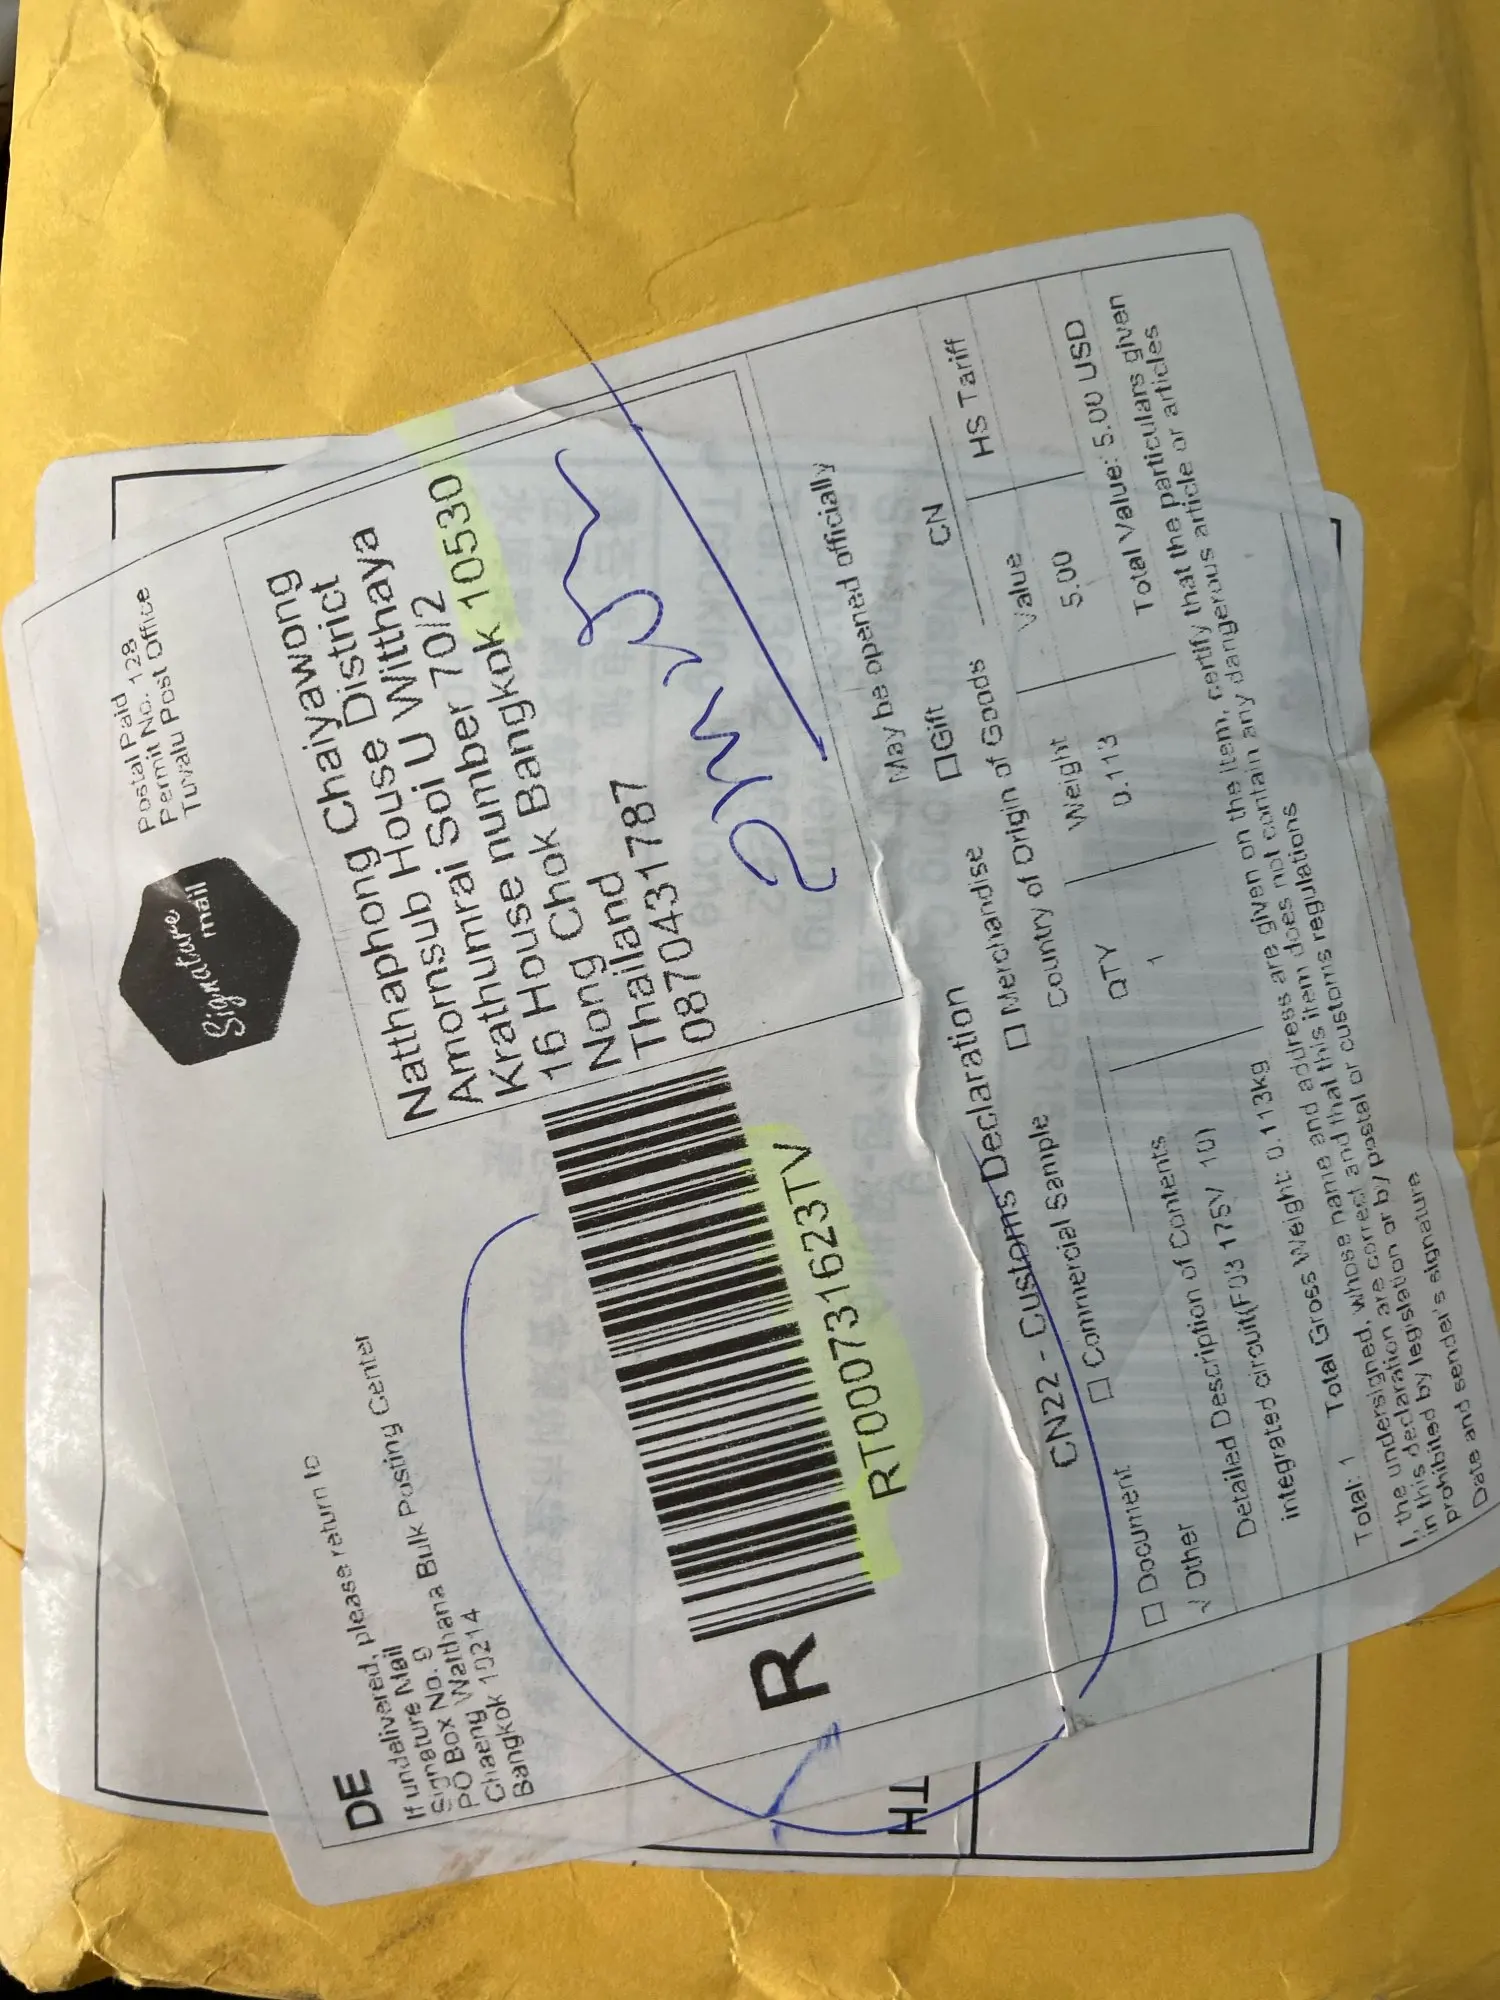 Postal Paid
Permit No. 128
Tuvalu Post Office
Signature
mail
DE
If undelivered, please return to
Signature Mail
PO Box No. 9
Chaeng Watthana Bulk Posting Center
Bangkok 10214
Natthaphong Chaiyawong
Amornsub House District
Krathumrai Soi U Witthaya
16 House number 70/2
Nong Chok Bangkok 10530
Thailand
0870431787
R
RT000731623TV
TH
May be opened officially
CN22 - Customs Declaration
Commercial Sample
Merchandise
Gift
CN
Document
√ Other
Country of Origin of Goods
HS Tariff
Detailed Description of Contents
QTY
Weight
Value
integrated circuit(F03 175V 10)
1
0.113
5.00
Total: 1
Total Gross Weight: 0.113kg
Total Value: 5.00 USD
I, the undersigned, whose name and address are given on the item, certify that the particulars given
in this declaration are correct and that this item does not contain any dangerous article or articles
prohibited by legislation or by postal or customs regulations
Date and sender's signature